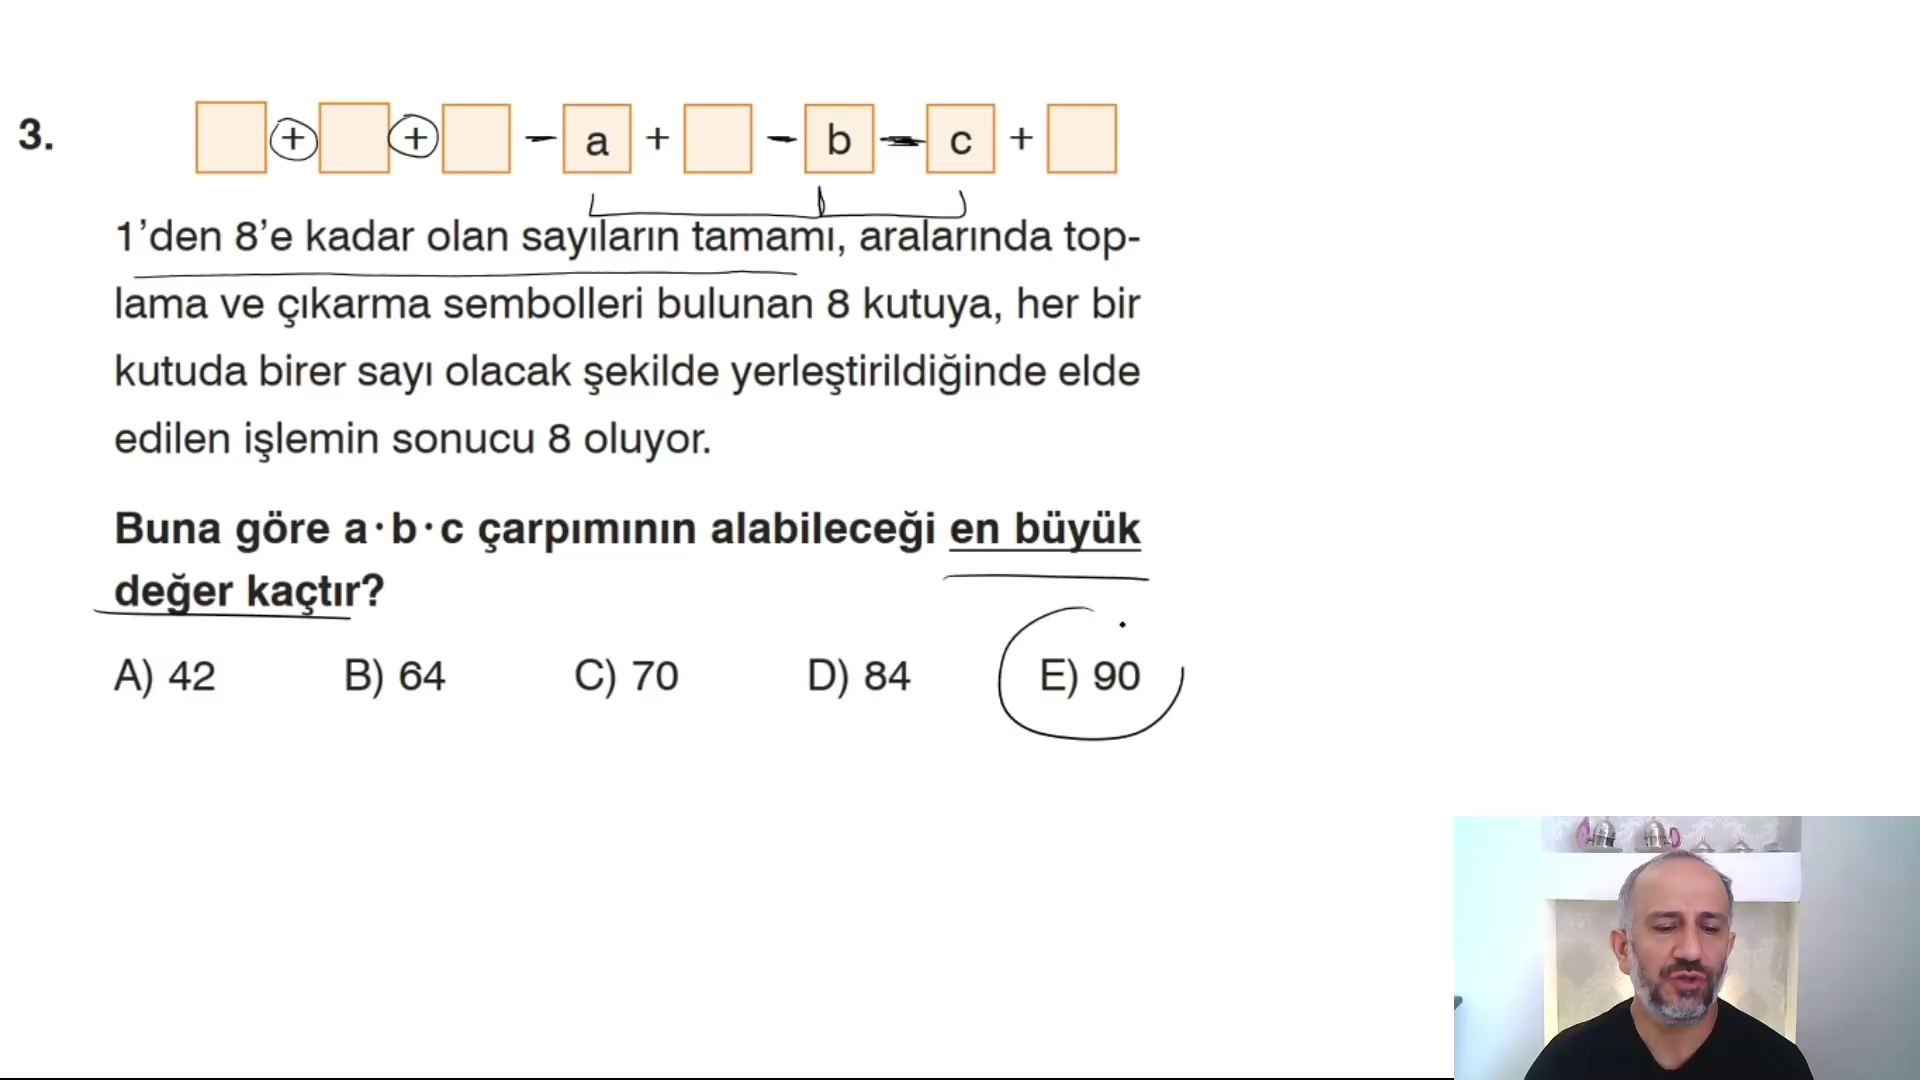 3. + + − a + − b − c +
1’den 8’e kadar olan sayıların tamamı, aralarında top-
lama ve çıkarma sembolleri bulunan 8 kutuya, her bir
kutuda birer sayı olacak şekilde yerleştirildiğinde elde
edilen işlemin sonucu 8 oluyor.
Buna göre a·b·c çarpımının alabileceği en büyük
değer kaçtır?
A) 42 B) 64 C) 70 D) 84 E) 90